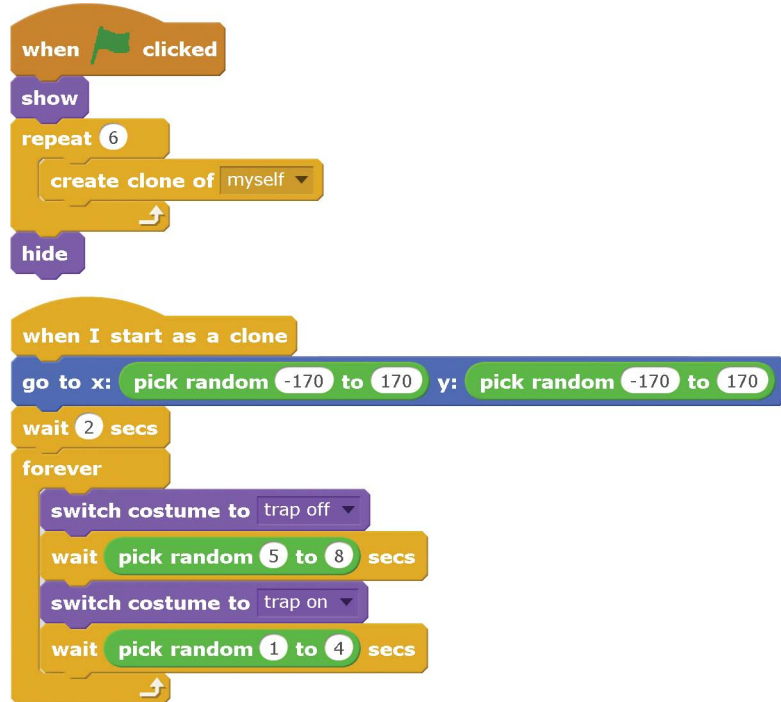 when clicked
show
repeat 6
create clone of myself
hide
when I start as a clone
go to x: pick random -170 to 170 y: pick random -170 to 170
wait 2 secs
forever
switch costume to trap off
wait pick random 5 to 8 secs
switch costume to trap on
wait pick random 1 to 4 secs